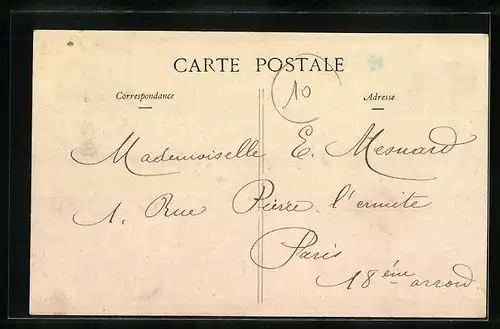 CARTE POSTALE
10
Correspondance
Adresse
Mademoiselle E. Mesnard
1. Rue Pierre l'ermite
Paris
18ème arrond